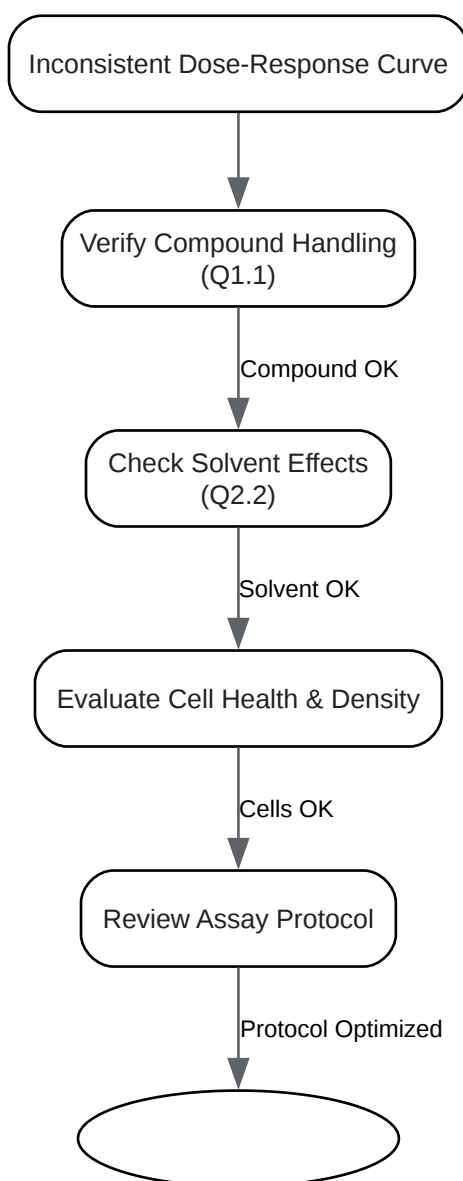 Inconsistent Dose-Response Curve
Verify Compound Handling
(Q1.1)
Compound OK
Check Solvent Effects
(Q2.2)
Solvent OK
Evaluate Cell Health & Density
Cells OK
Review Assay Protocol
Protocol Optimized